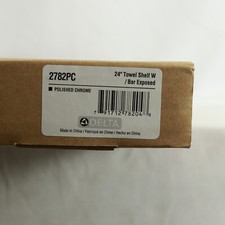 2782PC
24" Towel Shelf W
/ Bar Exposed
POLISHED CHROME
DELTA
Made in China / Fabriqué en Chine / Hecho en China